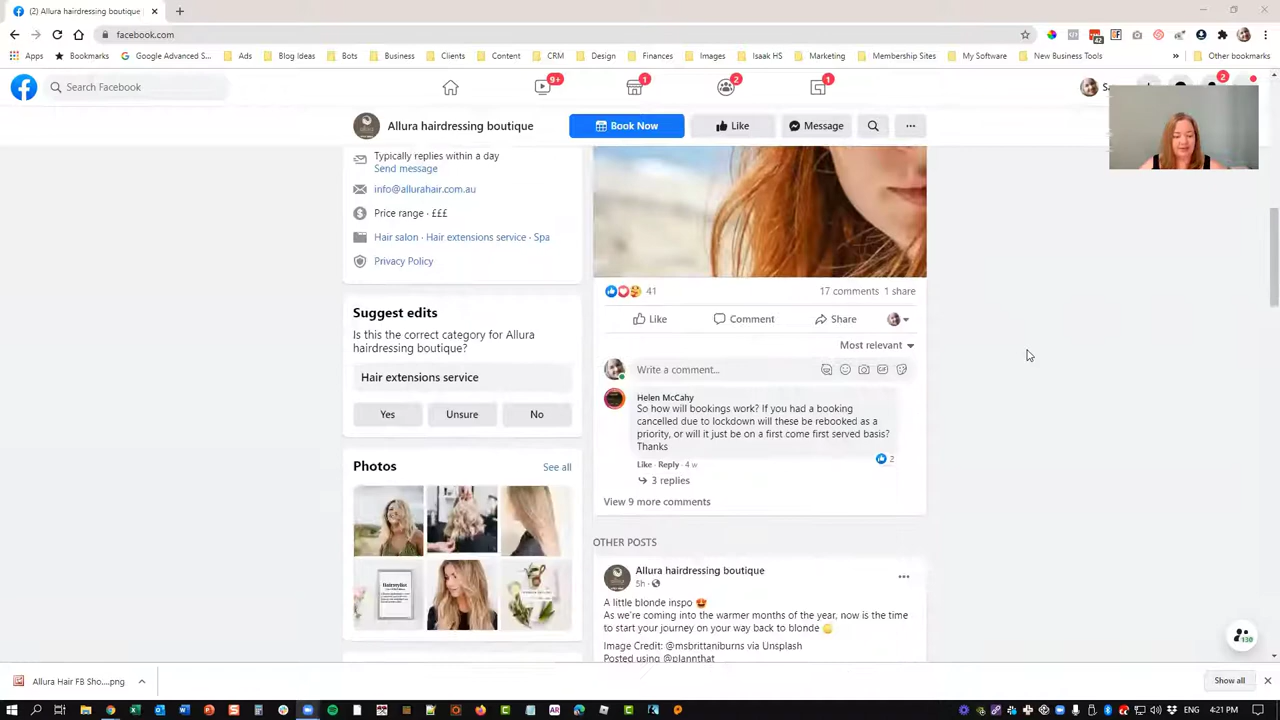 (2) Allura hairdressing boutique
facebook.com
Apps
Bookmarks
Google Advanced S...
Ads
Blog Ideas
Bots
Business
Clients
Content
CRM
Design
Finances
Images
Isaak HS
Marketing
Membership Sites
My Software
New Business Tools
»
Other bookmarks
42
Search Facebook
9+
1
2
1
2
Allura hairdressing boutique
Book Now
Like
Message
Typically replies within a day
Send message
info@allurahair.com.au
Price range · £££
Hair salon · Hair extensions service · Spa
Privacy Policy
Suggest edits
Is this the correct category for Allura
hairdressing boutique?
Hair extensions service
Yes
Unsure
No
Photos
See all
41
17 comments 1 share
Like
Comment
Share
Most relevant
Write a comment...
Helen McCahy
So how will bookings work? If you had a booking
cancelled due to lockdown will these be rebooked as a
priority, or will it just be on a first come first served basis?
Thanks
2
Like · Reply · 4 w
3 replies
View 9 more comments
OTHER POSTS
Allura hairdressing boutique
5h ·
A little blonde inspo 🤩
As we're coming into the warmer months of the year, now is the time
to start your journey on your way back to blonde
Image Credit: @msbrittaniburns via Unsplash
Posted using @plannthat
Allura Hair FB Sho....png
Show all
ENG
4:21 PM